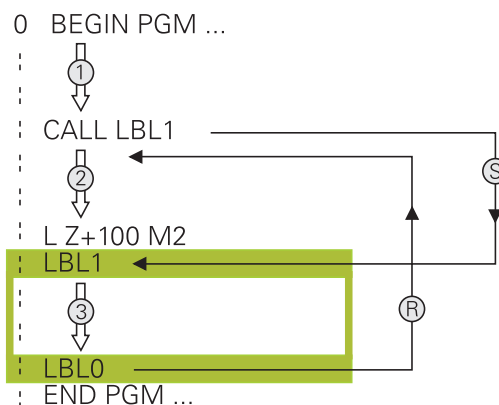 0 BEGIN PGM ...
1
CALL LBL1
S
2
L Z+100 M2
LBL1
3
R
LBL0
END PGM ...